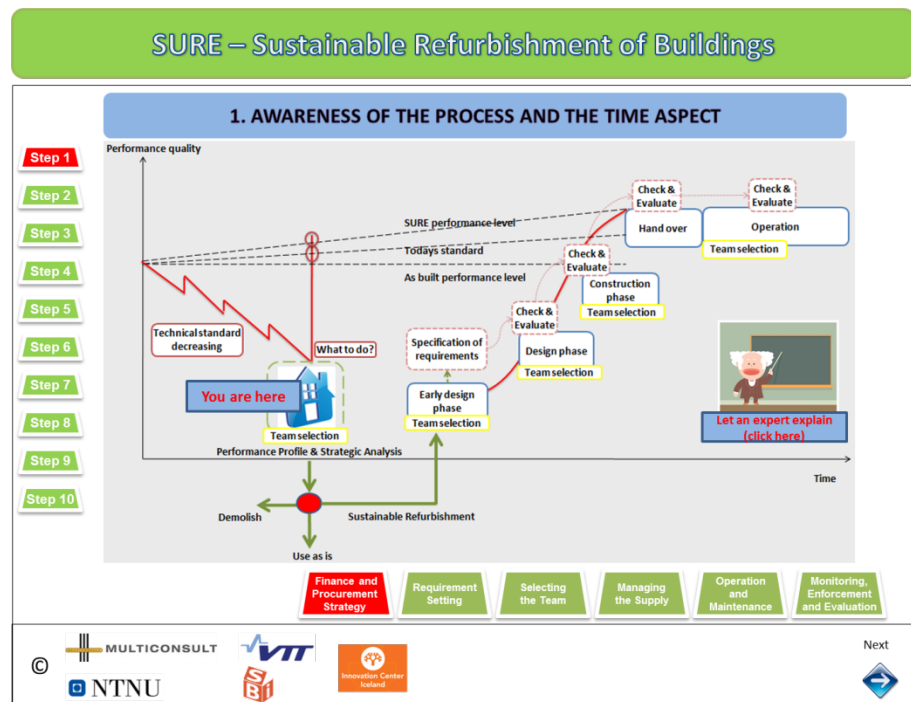 SURE – Sustainable Refurbishment of Buildings
1. AWARENESS OF THE PROCESS AND THE TIME ASPECT
Step 1
Step 2
Step 3
Step 4
Step 5
Step 6
Step 7
Step 8
Step 9
Step 10
Performance quality
SURE performance level
Todays standard
As built performance level
Technical standard
decreasing
What to do?
You are here
Team selection
Performance Profile & Strategic Analysis
Demolish
Sustainable Refurbishment
Use as is
Specification of
requirements
Early design
phase
Team selection
Check &
Evaluate
Design phase
Team selection
Check &
Evaluate
Construction
phase
Team selection
Check &
Evaluate
Hand over
Check &
Evaluate
Operation
Team selection
Let an expert explain
(click here)
Time
Finance and
Procurement
Strategy
Requirement
Setting
Selecting
the Team
Managing
the Supply
Operation
and
Maintenance
Monitoring,
Enforcement
and Evaluation
©
MULTICONSULT
VTT
NTNU
SBi
Innovation Center
Iceland
Next